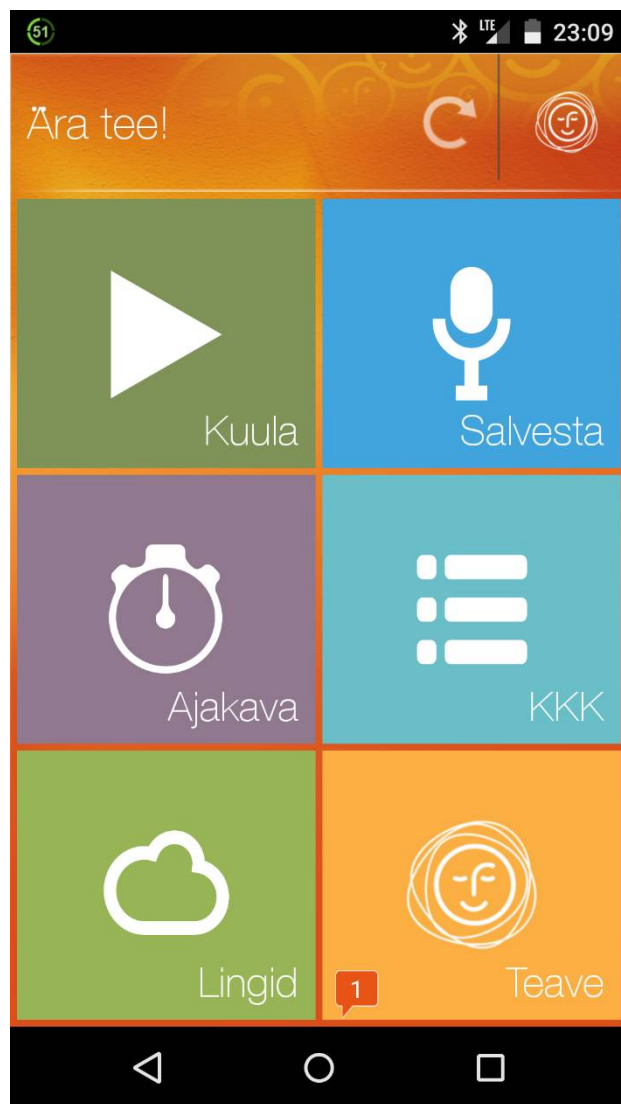 51
LTE
23:09
Ära tee!
Kuula
Salvesta
Ajakava
KKK
Lingid
1
Teave